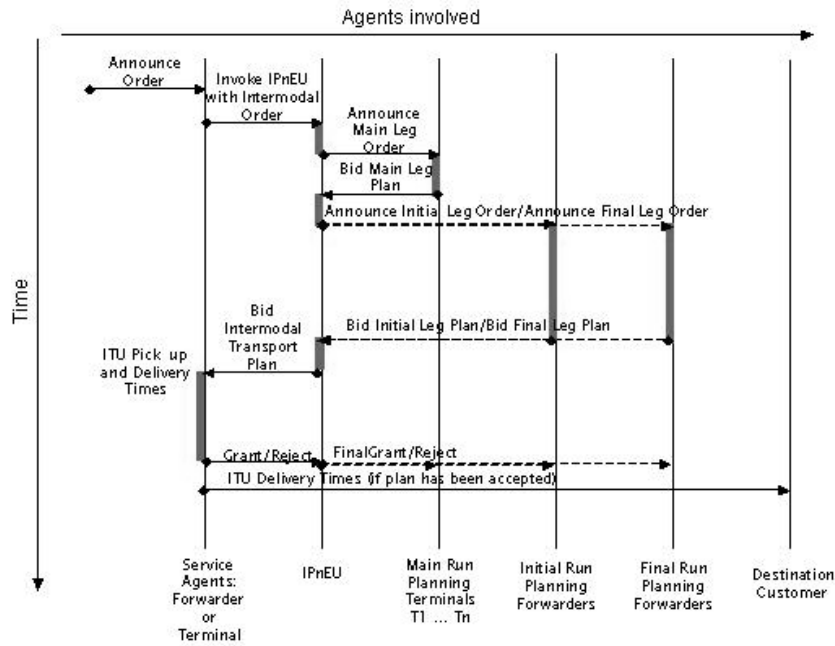 Agents involved
Announce
Order
Invoke IPnEU
with Intermodal
Order
Announce
Main Leg
Order
Bid Main Leg
Plan
Announce Initial Leg Order/Announce Final Leg Order
Time
Bid
Intermodal
Transport
Plan
Bid Initial Leg Plan/Bid Final Leg Plan
ITU Pick up
and Delivery
Times
Grant/Reject
FinalGrant/Reject
ITU Delivery Times (if plan has been accepted)
Service
Agents:
Forwarder
or
Terminal
IPnEU
Main Run
Planning
Terminals
T1 ... Tn
Initial Run
Planning
Forwarders
Final Run
Planning
Forwarders
Destination
Customer